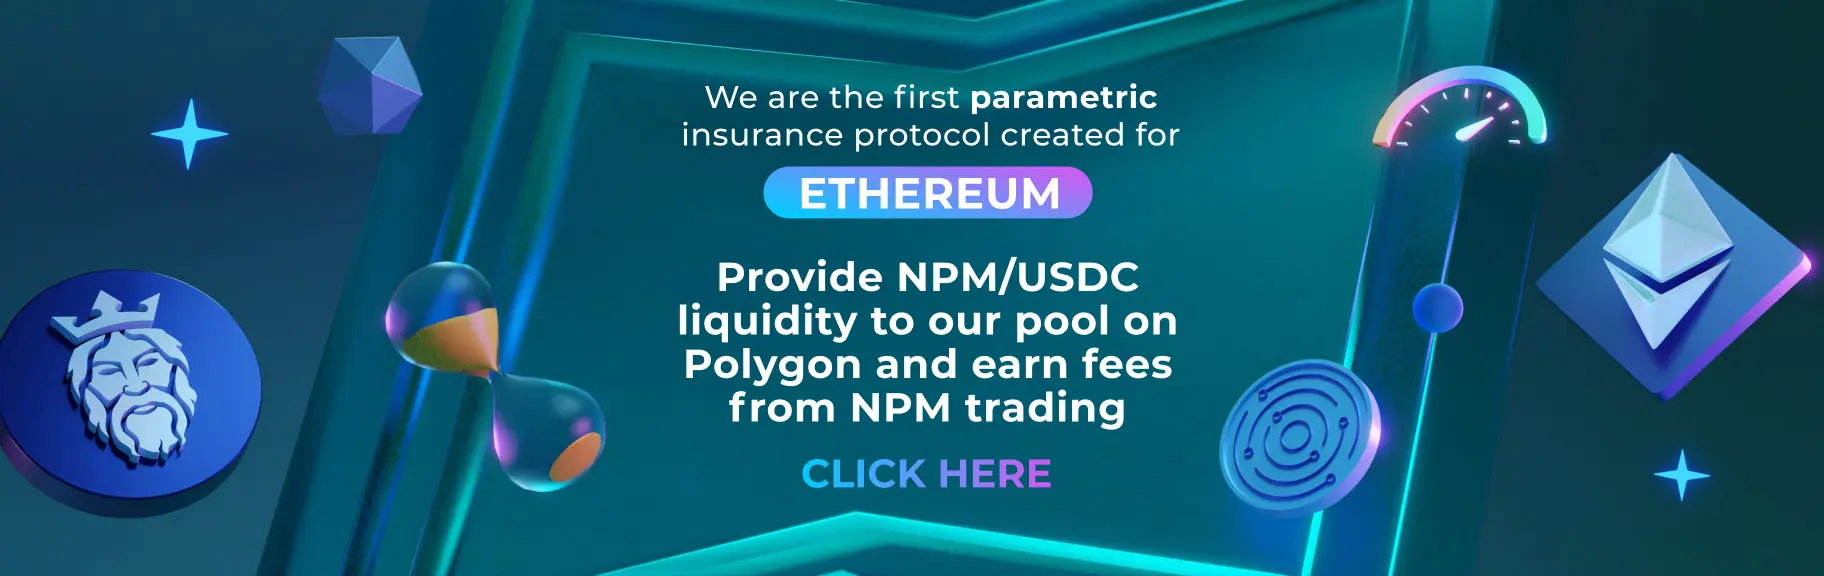 We are the first parametric
insurance protocol created for
ETHEREUM
Provide NPM/USDC
liquidity to our pool on
Polygon and earn fees
from NPM trading
CLICK HERE